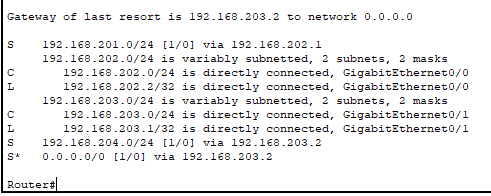 Gateway of last resort is 192.168.203.2 to network 0.0.0.0
S 192.168.201.0/24 [1/0] via 192.168.202.1
192.168.202.0/24 is variably subnetted, 2 subnets, 2 masks
C 192.168.202.0/24 is directly connected, GigabitEthernet0/0
L 192.168.202.2/32 is directly connected, GigabitEthernet0/0
192.168.203.0/24 is variably subnetted, 2 subnets, 2 masks
C 192.168.203.0/24 is directly connected, GigabitEthernet0/1
L 192.168.203.1/32 is directly connected, GigabitEthernet0/1
S 192.168.204.0/24 [1/0] via 192.168.203.2
S* 0.0.0.0/0 [1/0] via 192.168.203.2
Router#